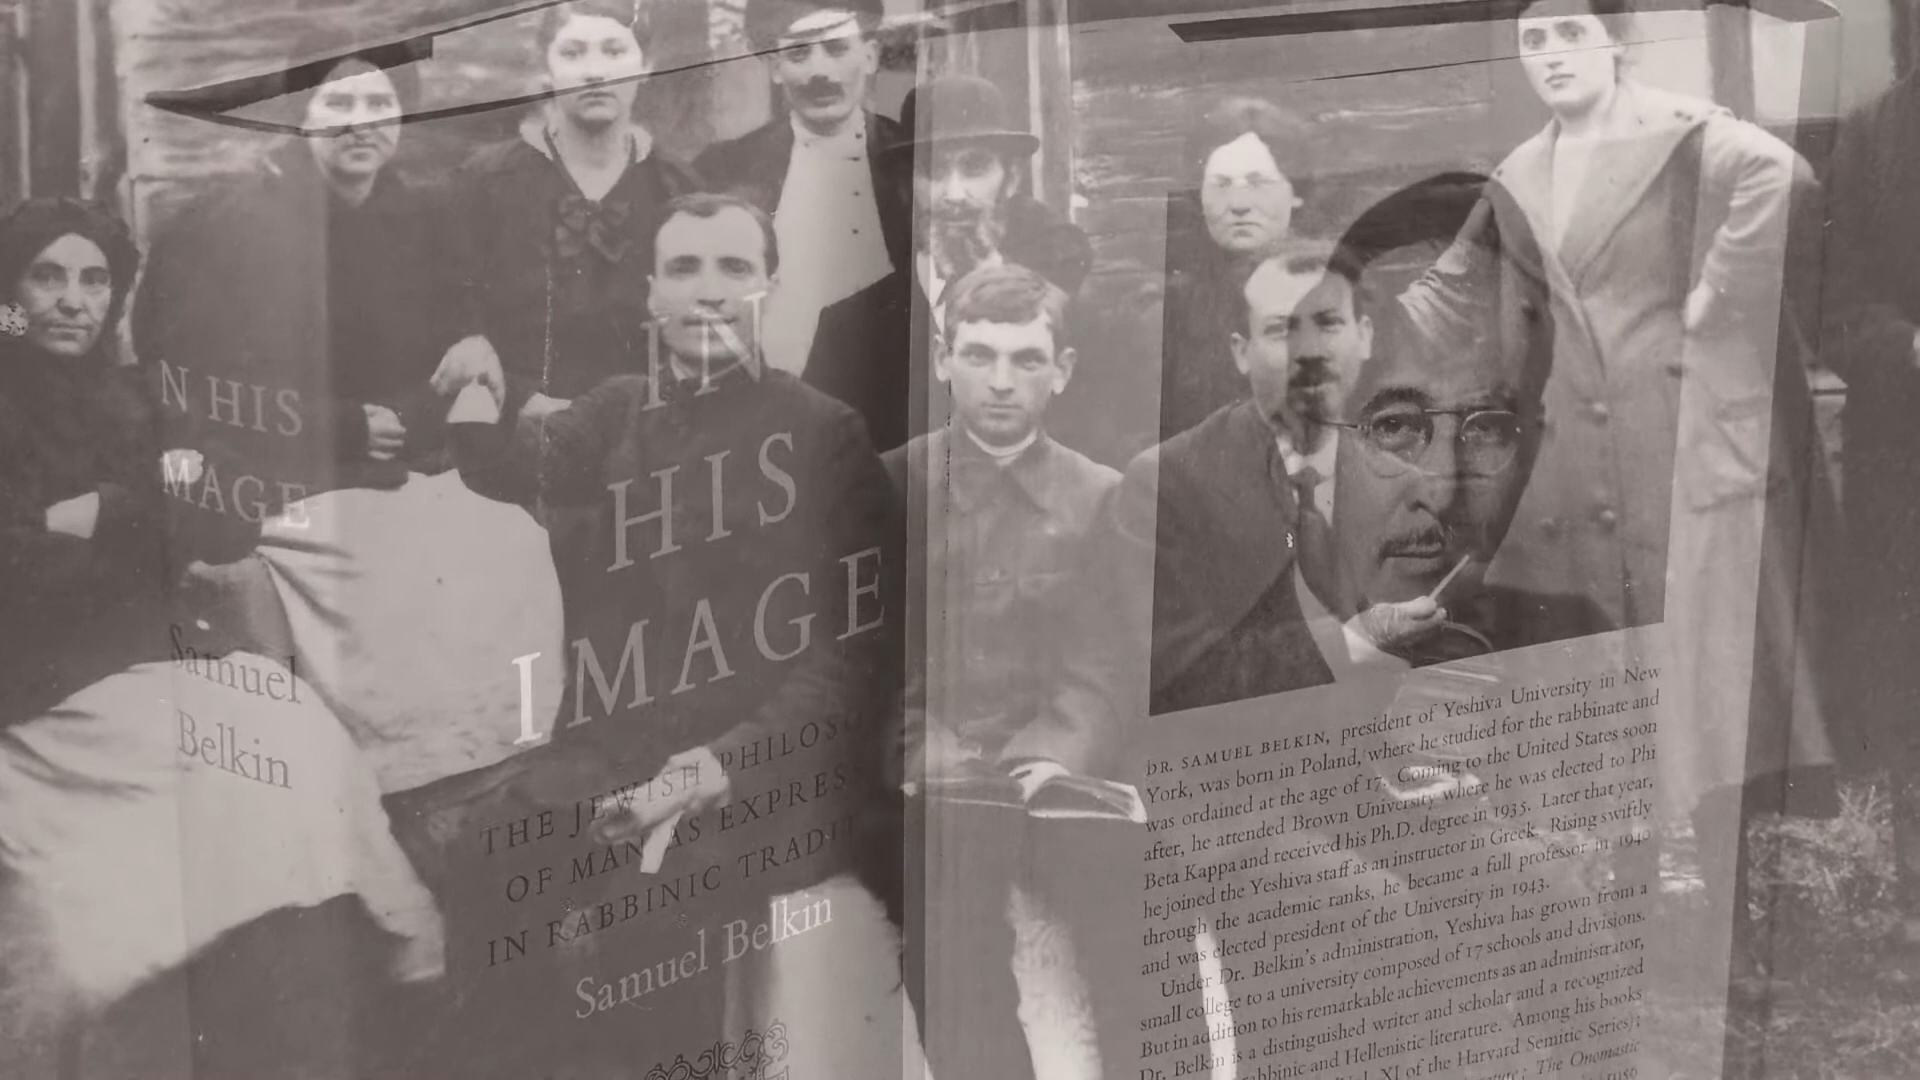 N HIS
MAGE
Samuel
Belkin
IN
HIS
IMAGE
THE JEWISH PHILOSO
OF MAN AS EXPRES
IN RABBINIC TRADIT
Samuel Belkin
DR. SAMUEL BELKIN, president of Yeshiva University in New
York, was born in Poland, where he studied for the rabbinate and
was ordained at the age of 17. Coming to the United States soon
after, he attended Brown University where he was elected to Phi
Beta Kappa and received his Ph.D. degree in 1935. Later that year,
he joined the Yeshiva staff as an instructor in Greek. Rising swiftly
through the academic ranks, he became a full professor in 1940
and was elected president of the University in 1943.
Under Dr. Belkin's administration, Yeshiva has grown from a
small college to a university composed of 17 schools and divisions.
But in addition to his remarkable achievements as an administrator,
Dr. Belkin is a distinguished writer and scholar and a recognized
abbinic and Hellenistic literature. Among his books
XI of the Harvard Semitic Series);
The Onomastic